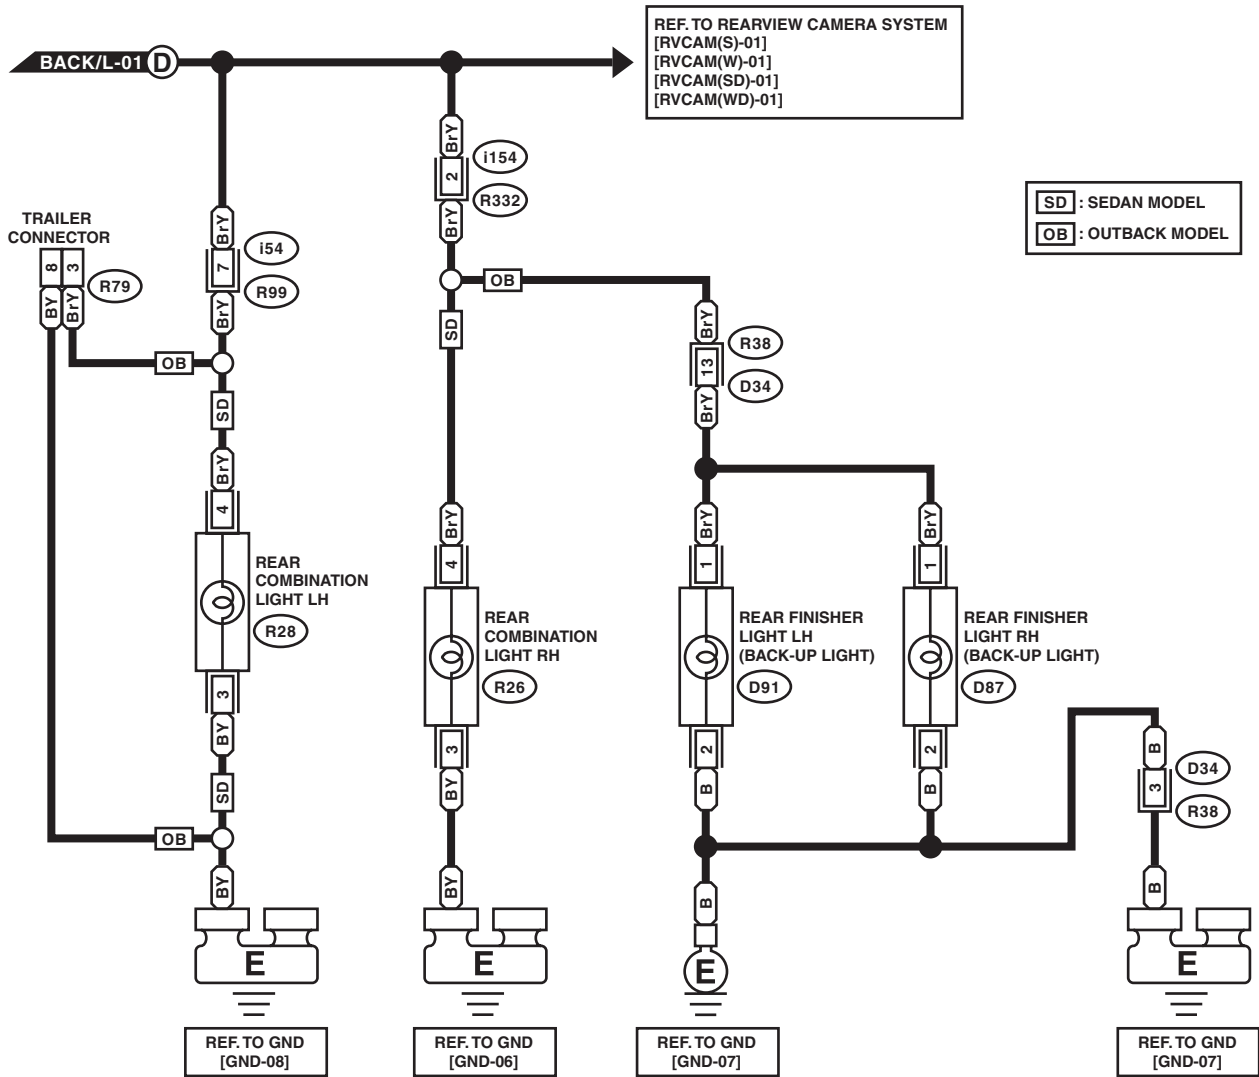 BACK/L-01 D
REF. TO REARVIEW CAMERA SYSTEM
[RVCAM(S)-01]
[RVCAM(W)-01]
[RVCAM(SD)-01]
[RVCAM(WD)-01]
SD : SEDAN MODEL
OB : OUTBACK MODEL
BrY
2
i154
R332
BrY
TRAILER
CONNECTOR
8 3
R79
BY BrY
BrY
7
i54
R99
BrY
OB
SD
BrY
4
REAR
COMBINATION
LIGHT LH
R28
3
BY
SD
OB
BY
E
REF. TO GND
[GND-08]
OB
SD
BrY
4
REAR
COMBINATION
LIGHT RH
R26
3
BY
BY
E
REF. TO GND
[GND-06]
BrY
13
R38
D34
BrY
BrY
1
REAR FINISHER
LIGHT LH
(BACK-UP LIGHT)
D91
2
B
B
E
REF. TO GND
[GND-07]
BrY
1
REAR FINISHER
LIGHT RH
(BACK-UP LIGHT)
D87
2
B
B
3
D34
R38
B
E
REF. TO GND
[GND-07]